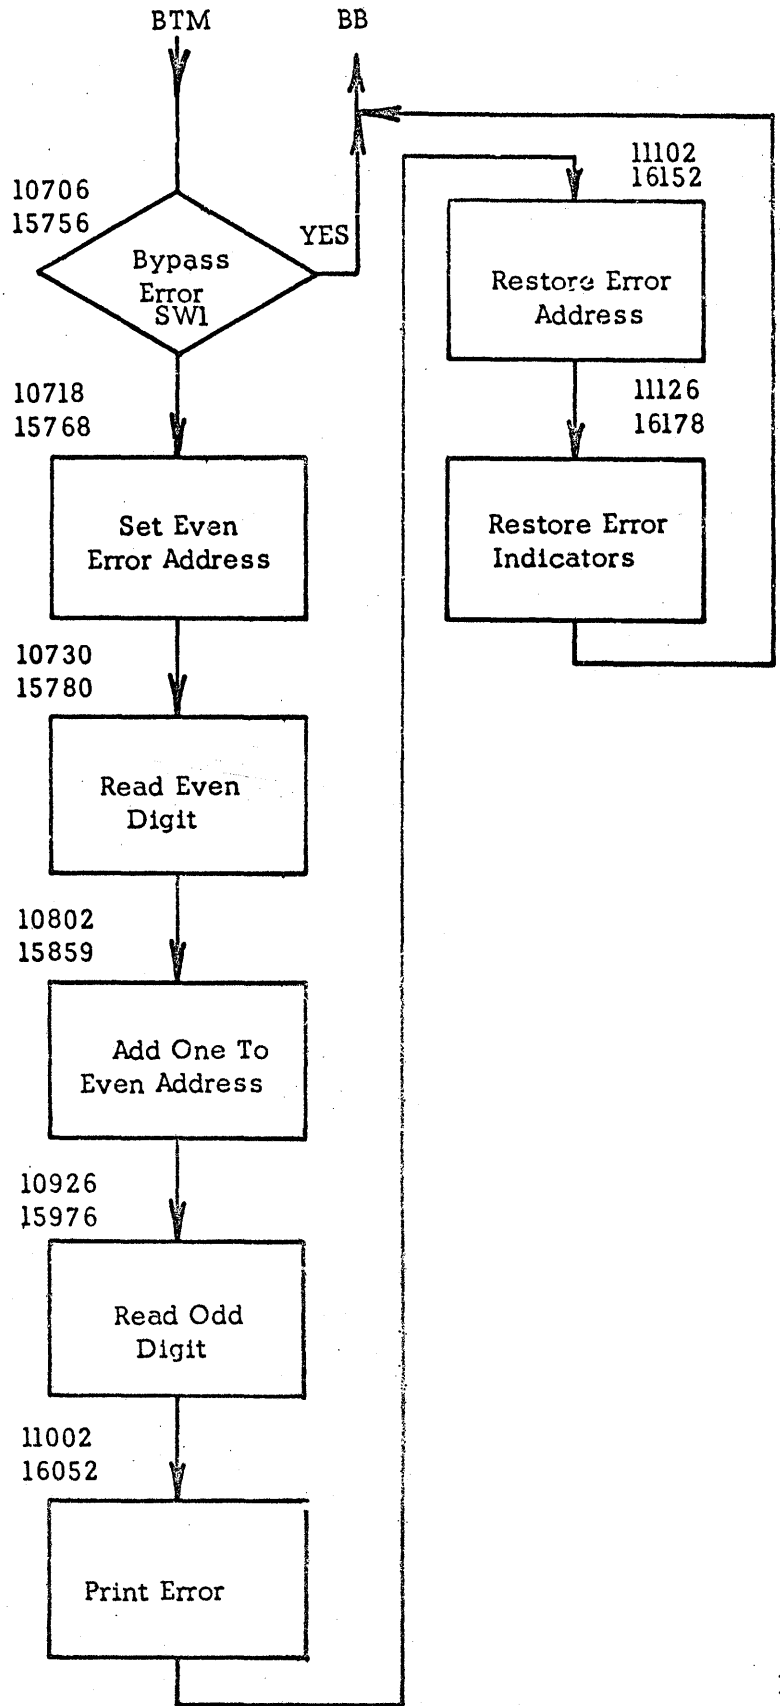 BTM
BB
10706
15756
Bypass
Error
SW1
YES
10718
15768
Set Even
Error Address
10730
15780
Read Even
Digit
10802
15859
Add One To
Even Address
10926
15976
Read Odd
Digit
11002
16052
Print Error
11102
16152
Restore Error
Address
11126
16178
Restore Error
Indicators